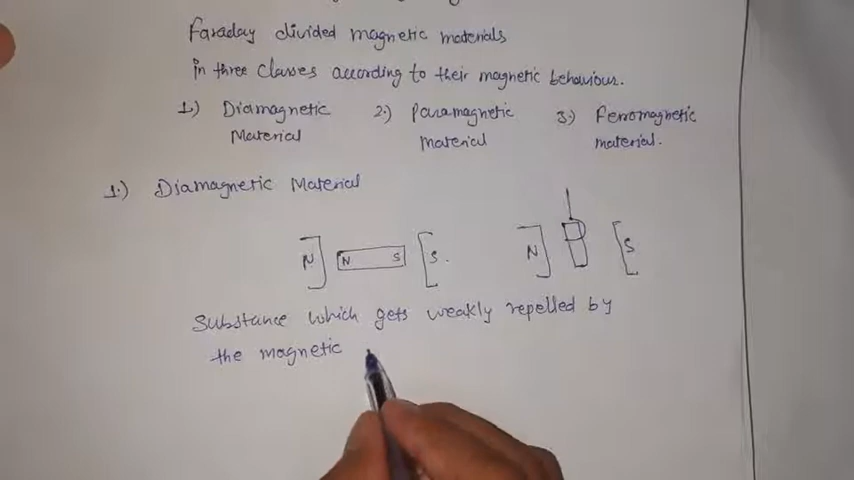 Faraday divided magnetic materials
in three classes according to their magnetic behaviour.
1.) Diamagnetic 2.) Paramagnetic 3.) Ferromagnetic
Material material material.
1.) Diamagnetic Material
N N S S. N S
Substance which gets weakly repelled by
the magnetic